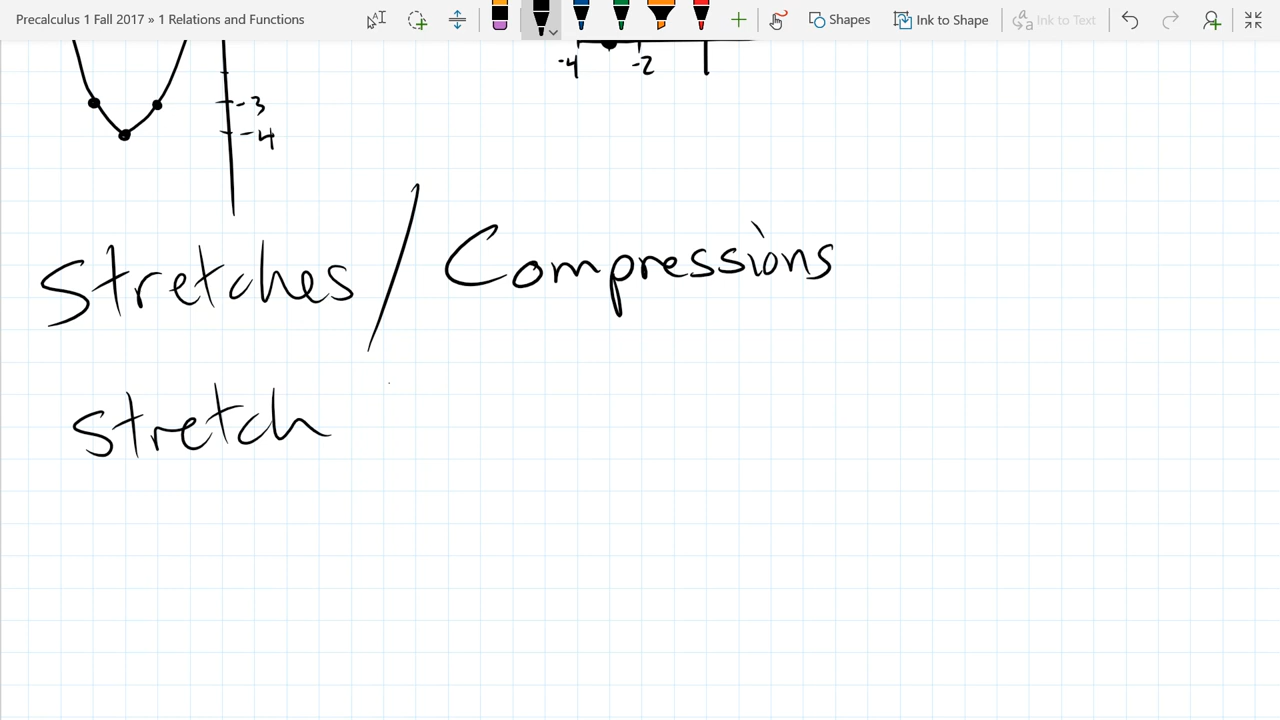 Precalculus 1 Fall 2017 » 1 Relations and Functions
Shapes
Ink to Shape
Ink to Text
-4 -2
-3
-4
Stretches / Compressions
Stretch